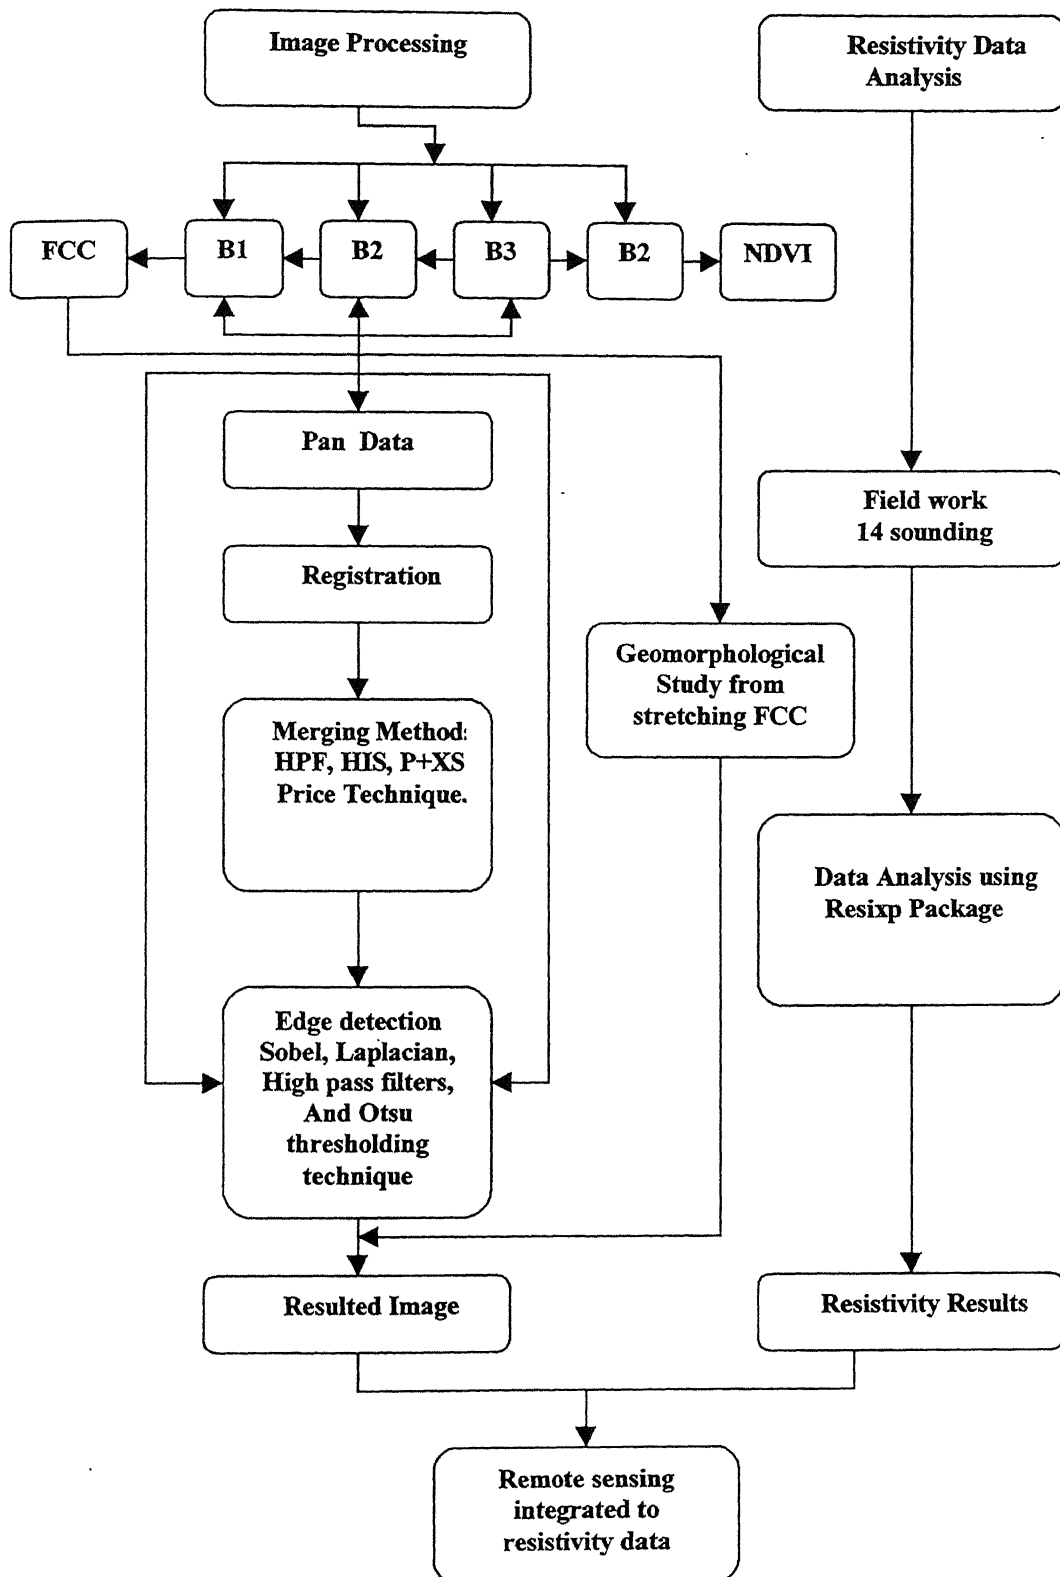 Image Processing
Resistivity Data
Analysis
FCC
B1
B2
B3
B2
NDVI
Pan Data
Registration
Merging Method:
HPF, HIS, P+XS
Price Technique.
Edge detection
Sobel, Laplacian,
High pass filters,
And Otsu
thresholding
technique
Geomorphological
Study from
stretching FCC
Field work
14 sounding
Data Analysis using
Resixp Package
Resulted Image
Resistivity Results
Remote sensing
integrated to
resistivity data